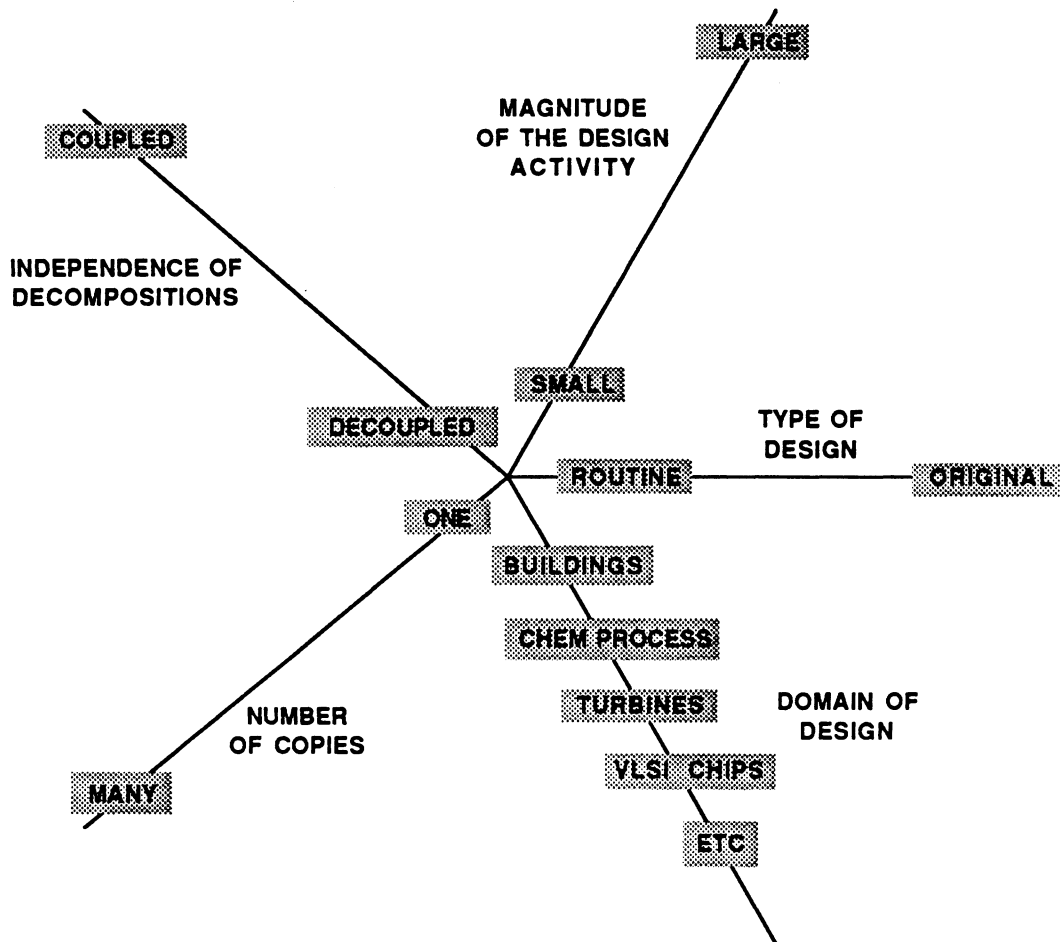 LARGE
MAGNITUDE
OF THE DESIGN
ACTIVITY
COUPLED
INDEPENDENCE OF
DECOMPOSITIONS
SMALL
DECOUPLED
TYPE OF
DESIGN
ROUTINE
ORIGINAL
ONE
BUILDINGS
CHEM PROCESS
TURBINES
DOMAIN OF
DESIGN
NUMBER
OF COPIES
VLSI CHIPS
MANY
ETC